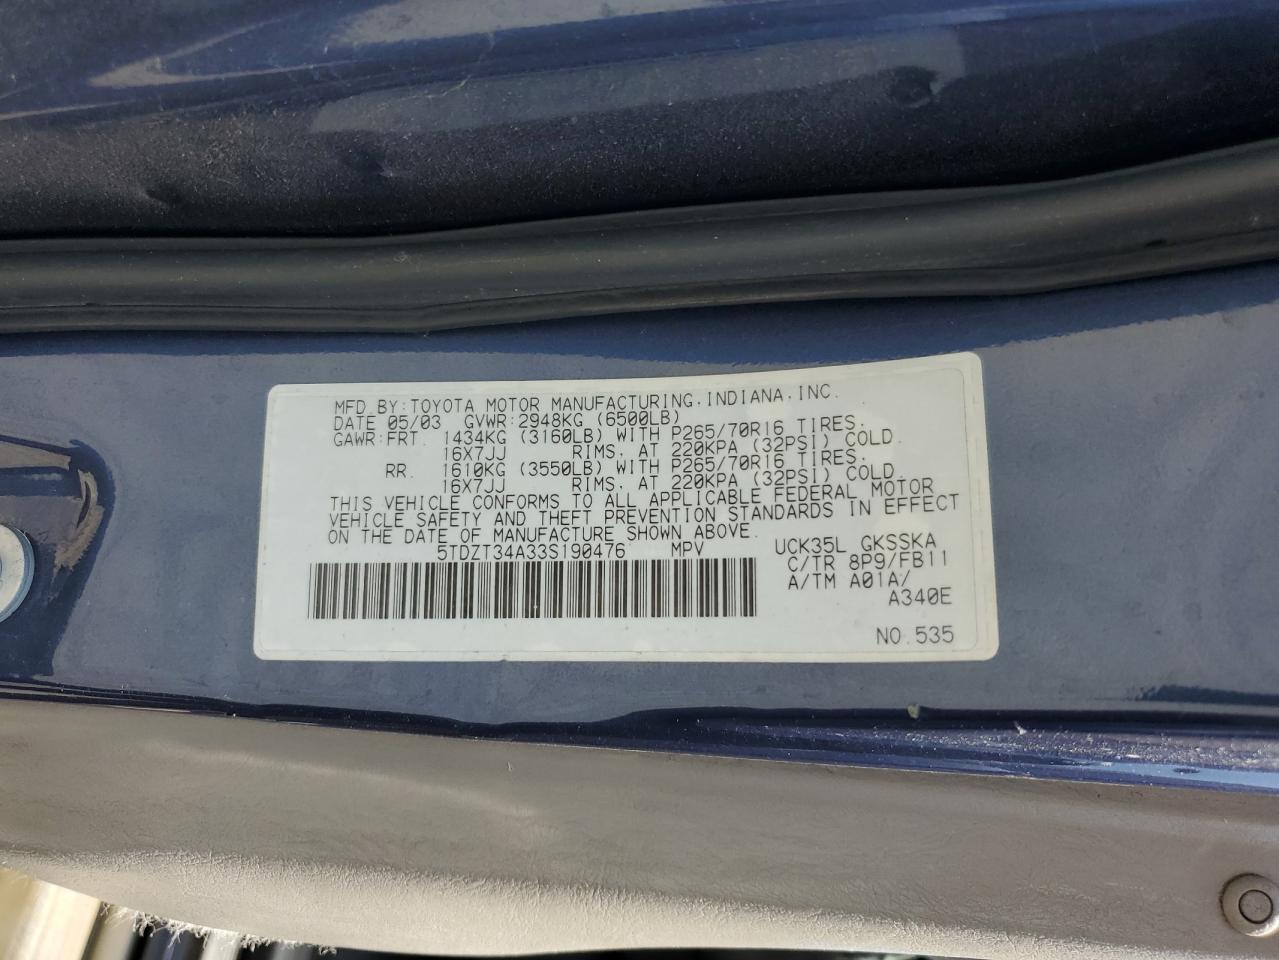 MFD.BY:TOYOTA MOTOR MANUFACTURING.INDIANA.INC.
DATE 05/03 GVWR:2948KG (6500LB)
GAWR:FRT. 1434KG (3160LB) WITH P265/70R16 TIRES.
16X7JJ RIMS. AT 220KPA (32PSI) COLD.
RR. 1610KG (3550LB) WITH P265/70R16 TIRES.
16X7JJ RIMS. AT 220KPA (32PSI) COLD.
THIS VEHICLE CONFORMS TO ALL APPLICABLE FEDERAL MOTOR
VEHICLE SAFETY AND THEFT PREVENTION STANDARDS IN EFFECT
ON THE DATE OF MANUFACTURE SHOWN ABOVE.
5TDZT34A33S190476 MPV UCK35L GKSSKA
C/TR 8P9/FB11
A/TM A01A/
A340E
NO.535